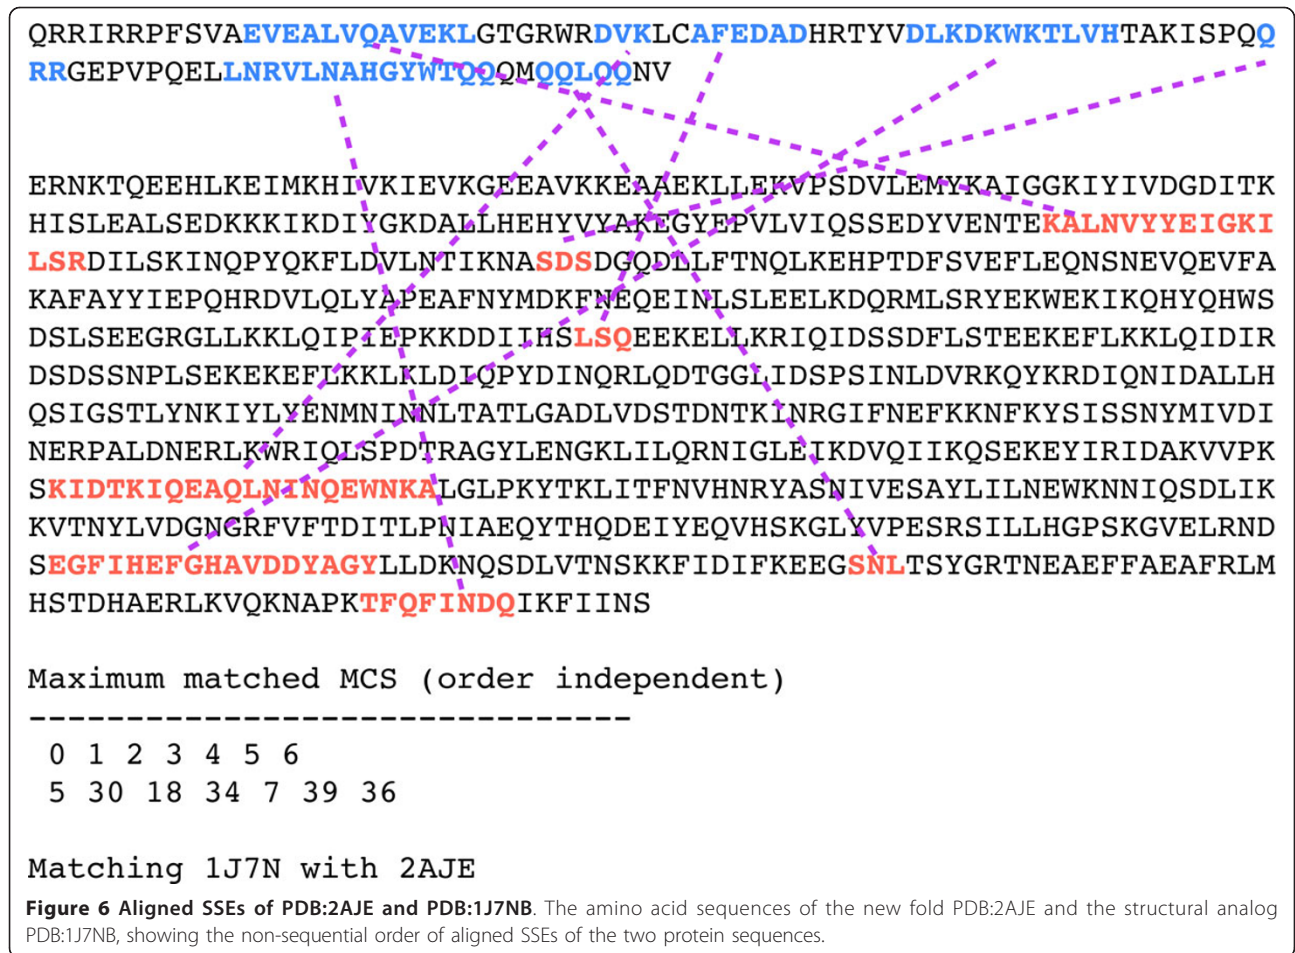 QRRIRRPFSVAEVEALVQAVEKLGTGRWRDVKLCAFEDADHRTYVDLKDKWKTLVHTAKISPQQ
RRGEPVPQELLNRVLNAHGYWTQQQMQQLQQNV
ERNKTQEEHLKEIMKHIVKIEVKGEEAVKKEAAEKLLEKVPSDVLEMYKAIGGKIYIVDGDITK
HISLEALSEDKKKIKDIYGKDALLHEHYVYAKEGYEPVLVIQSSEDYVENTEKALNVYYEIGKI
LSRDILSKINQPYQKFLDVLNTIKNASDSDGQDLLFTNQLKEHPTDFSVEFLEQNSNEVQEVFA
KAFAYYIEPQHRDVLQLYAPEAFNYMDKFNEQEINLSLEELKDQRMLSRYEKWEKIKQHYQHWS
DSLSEEGRGLLKKLQIPIEPKKDDIIHSLSQEEKELLKRIQIDSSDFLSTEEKEFLKKLQIDIR
DSDSSNPLSEKEKEFLKKLKLDIQPYDINQRLQDTGGLIDSPSINLDVRKQYKRDIQNIDALLH
QSIGSTLYNKIYLYENMNINNLTATLGADLVDSTDNTKINRGIFNEFKKNFKYSISSNYMIVDI
NERPALDNERLKWRIQLSPDTRAGYLENGKLILQRNIGLEIKDVQIIKQSEKEYIRIDAKVVPK
SKIDTKIQEAQLNINQEWNKALGLPKYTKLITFNVHNRYASNIVESAYLILNEWKNNIQSDLIK
KVTNYLVDGNGRFVFTDITLPNIAEQYTHQDEIYEQVHSKGLYVPESRSILLHGPSKGVELRND
SEGFIHEFGHAVDDYAGYLLDKNQSDLVTNSKKFIDIFKEEGSNLTSYGRTNEAEFFAEAFRLM
HSTDHAERLKVQKNAPKTFQFINDQIKFIINS
Maximum matched MCS (order independent)
-------------------------------
0 1 2 3 4 5 6
5 30 18 34 7 39 36
Matching 1J7N with 2AJE
Figure 6 Aligned SSEs of PDB:2AJE and PDB:1J7NB. The amino acid sequences of the new fold PDB:2AJE and the structural analog
PDB:1J7NB, showing the non-sequential order of aligned SSEs of the two protein sequences.